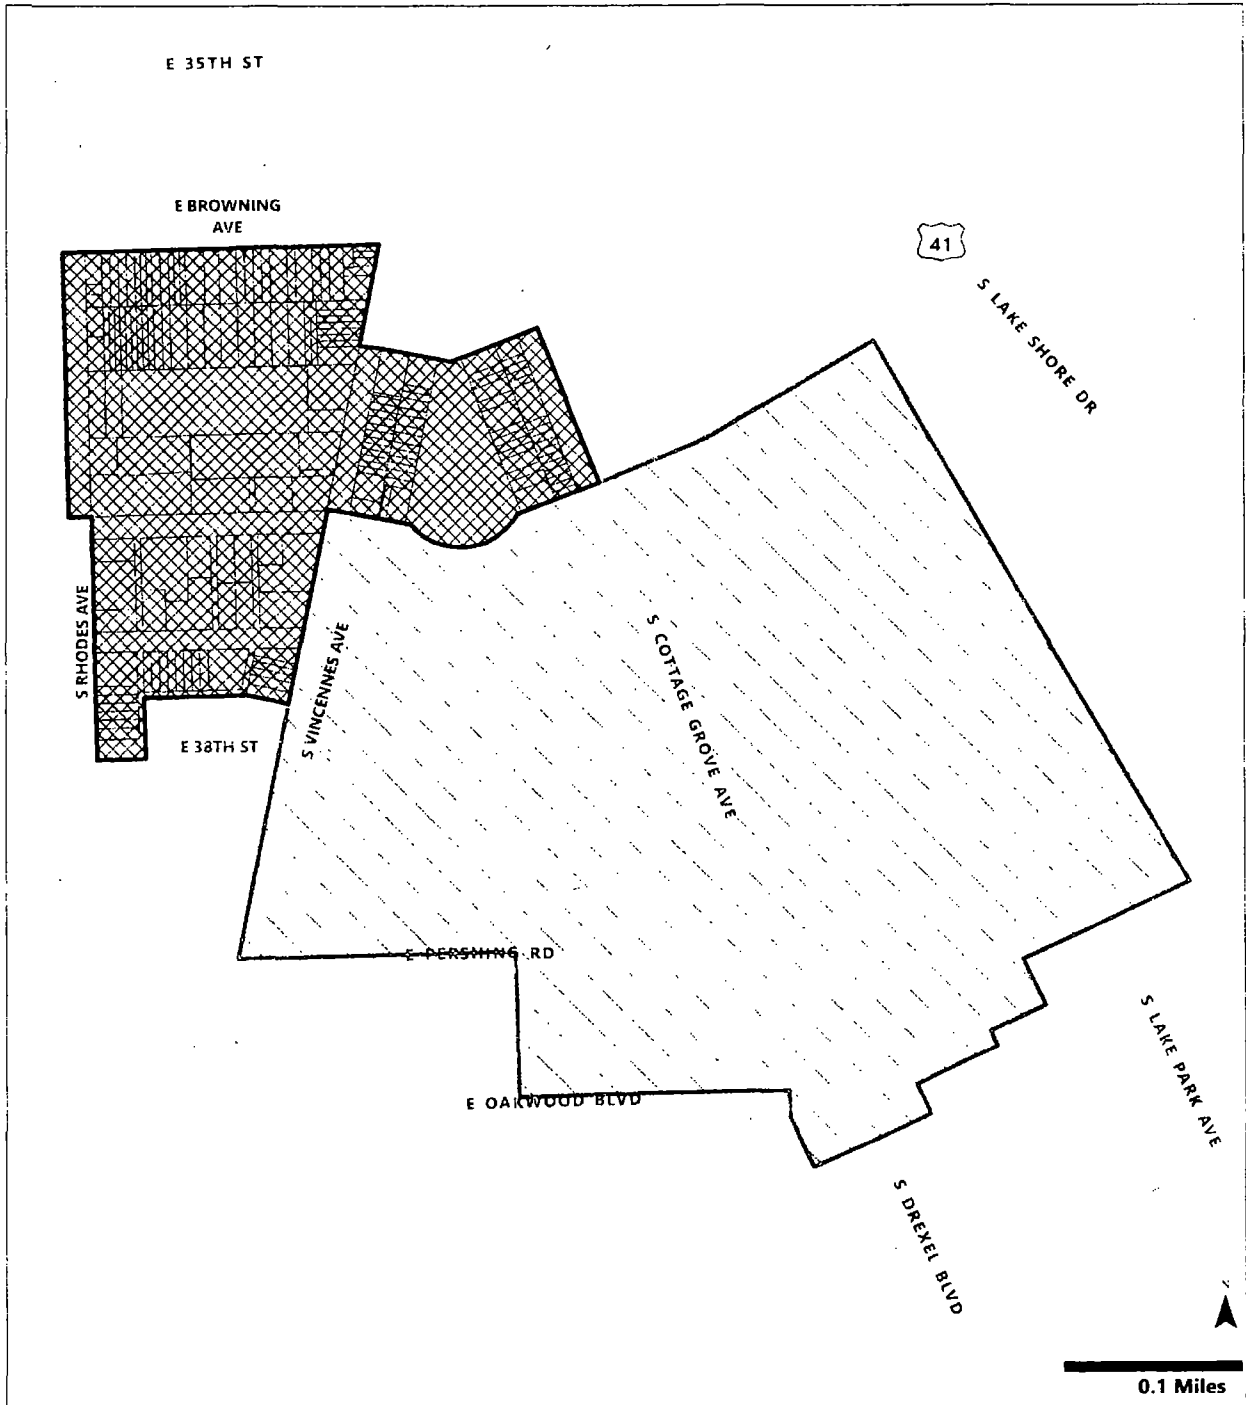 E 35TH ST
E BROWNING
AVE
41
S LAKE SHORE DR
S RHODES AVE
S VINCENNES AVE
S COTTAGE GROVE AVE
E 38TH ST
E PERSHING RD
E OAKWOOD BLVD
S LAKE PARK AVE
S DREXEL BLVD
0.1 Miles